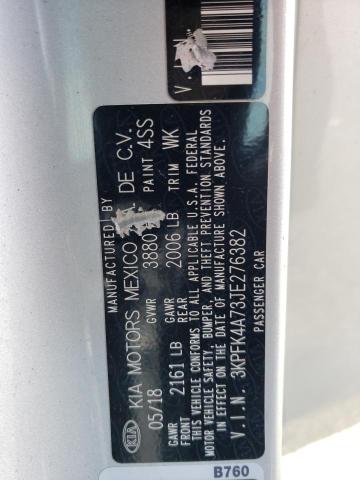 V.I.
MANUFACTURED BY
KIA KIA MOTORS MEXICO DE C.V.
05/18 GVWR 3880 PAINT 4SS
GAWR FRONT 2161 LB GAWR REAR 2006 LB TRIM WK
THIS VEHICLE CONFORMS TO ALL APPLICABLE U.S.A. FEDERAL
MOTOR VEHICLE SAFETY, BUMPER, AND THEFT PREVENTION STANDARDS
IN EFFECT ON THE DATE OF MANUFACTURE SHOWN ABOVE.
V.I.N. 3KPFK4A73JE276382
PASSENGER CAR
B760